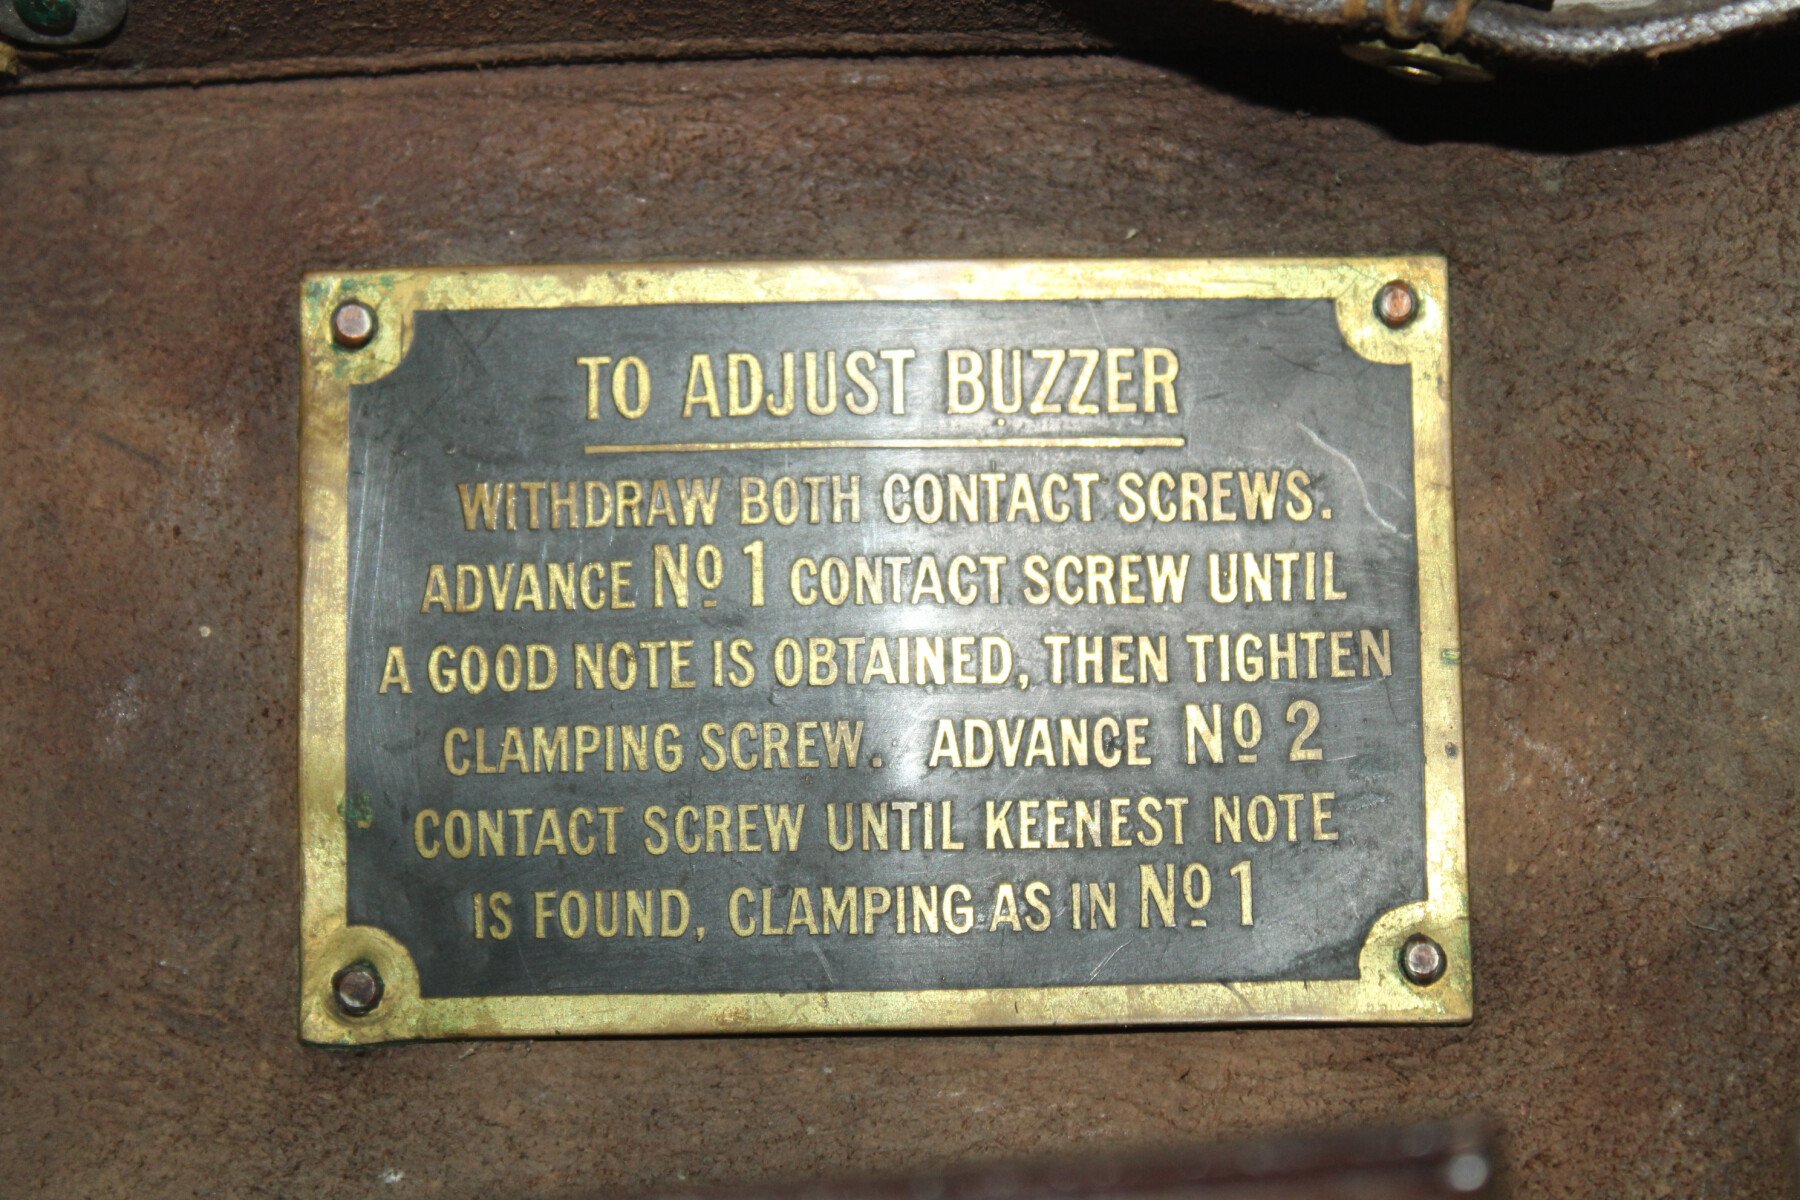 TO ADJUST BUZZER
WITHDRAW BOTH CONTACT SCREWS.
ADVANCE Nº 1 CONTACT SCREW UNTIL
A GOOD NOTE IS OBTAINED, THEN TIGHTEN
CLAMPING SCREW. ADVANCE Nº 2
CONTACT SCREW UNTIL KEENEST NOTE
IS FOUND, CLAMPING AS IN Nº 1